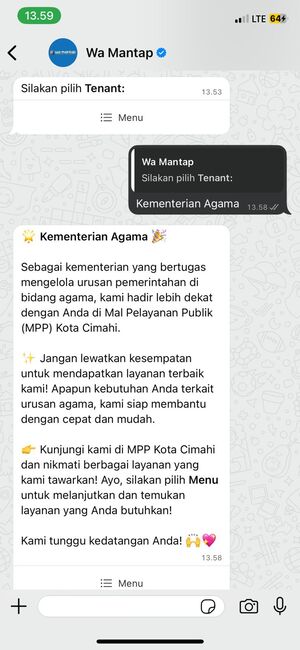 13.59
LTE 64
Wa Mantap
Silakan pilih Tenant:
13.53
Menu
Wa Mantap
Silakan pilih Tenant:
Kementerian Agama 13.58
🌟 Kementerian Agama 🎉
Sebagai kementerian yang bertugas
mengelola urusan pemerintahan di
bidang agama, kami hadir lebih dekat
dengan Anda di Mal Pelayanan Publik
(MPP) Kota Cimahi.
✨ Jangan lewatkan kesempatan
untuk mendapatkan layanan terbaik
kami! Apapun kebutuhan Anda terkait
urusan agama, kami siap membantu
dengan cepat dan mudah.
👉 Kunjungi kami di MPP Kota Cimahi
dan nikmati berbagai layanan yang
kami tawarkan! Ayo, silakan pilih Menu
untuk melanjutkan dan temukan
layanan yang Anda butuhkan!
Kami tunggu kedatangan Anda! 🙌💖
13.58
Menu